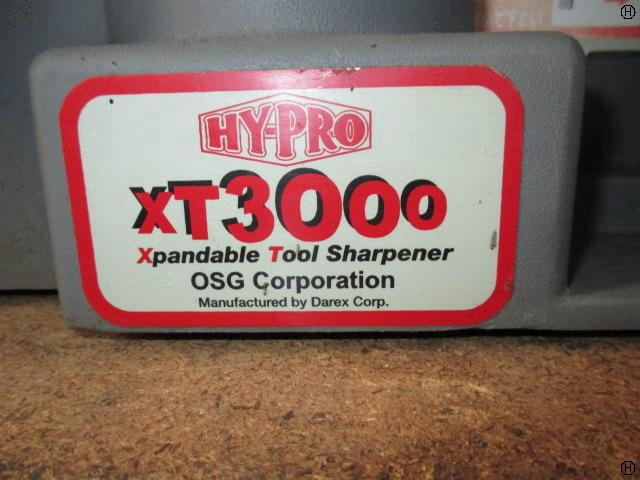 HY-PRO
XT3000
Xpandable Tool Sharpener
OSG Corporation
Manufactured by Darex Corp.
H
H